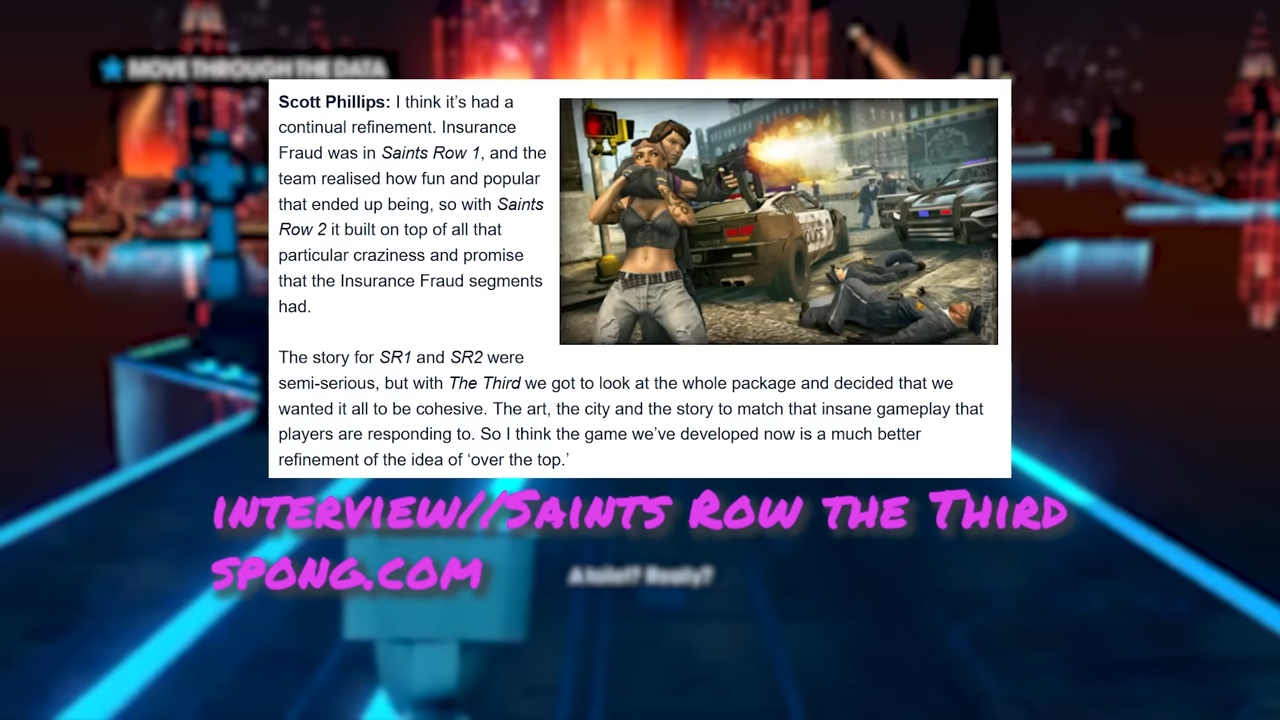 MOVE THROUGH THE DATA
Scott Phillips: I think it's had a
continual refinement. Insurance
Fraud was in Saints Row 1, and the
team realised how fun and popular
that ended up being, so with Saints
Row 2 it built on top of all that
particular craziness and promise
that the Insurance Fraud segments
had.
The story for SR1 and SR2 were
semi-serious, but with The Third we got to look at the whole package and decided that we
wanted it all to be cohesive. The art, the city and the story to match that insane gameplay that
players are responding to. So I think the game we've developed now is a much better
refinement of the idea of ‘over the top.’
interview//Saints Row the Third
spong.com
A toilet? Really?